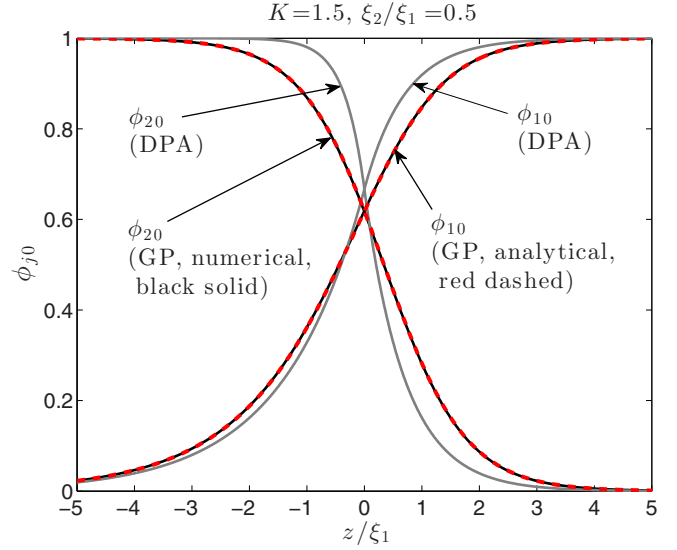 K=1.5, ξ₂/ξ₁=0.5
1
0.8
0.6
0.4
0.2
0
ϕ_{j0}
ϕ₂₀
(DPA)
ϕ₁₀
(DPA)
ϕ₂₀
(GP, numerical,
black solid)
ϕ₁₀
(GP, analytical,
red dashed)
−5 −4 −3 −2 −1 0 1 2 3 4 5
z/ξ₁